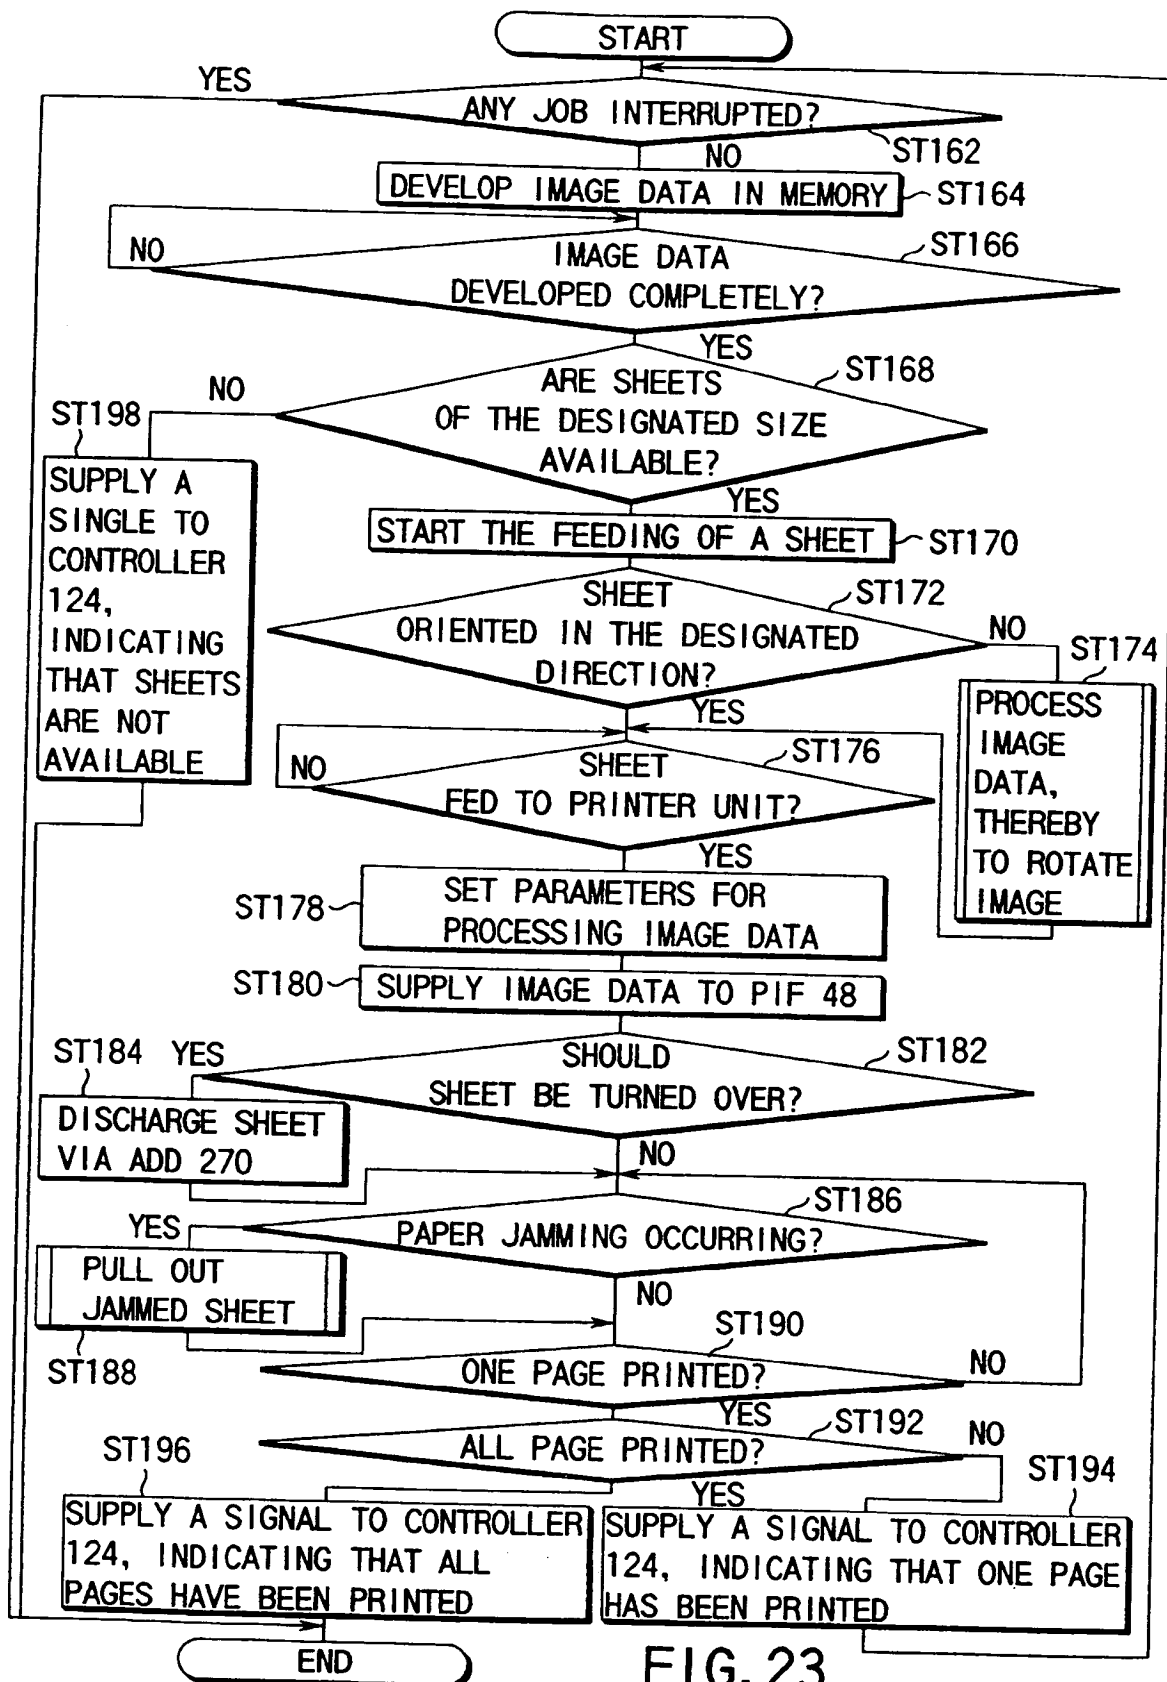 START
YES
ANY JOB INTERRUPTED?
ST162
NO
DEVELOP IMAGE DATA IN MEMORY
ST164
NO
IMAGE DATA
DEVELOPED COMPLETELY?
ST166
YES
ST168
NO
ARE SHEETS
OF THE DESIGNATED SIZE
AVAILABLE?
ST198
SUPPLY A
SINGLE TO
CONTROLLER
124,
INDICATING
THAT SHEETS
ARE NOT
AVAILABLE
YES
START THE FEEDING OF A SHEET
ST170
ST172
SHEET
ORIENTED IN THE DESIGNATED
DIRECTION?
NO
ST174
PROCESS
IMAGE
DATA,
THEREBY
TO ROTATE
IMAGE
YES
ST176
NO
SHEET
FED TO PRINTER UNIT?
YES
ST178
SET PARAMETERS FOR
PROCESSING IMAGE DATA
ST180
SUPPLY IMAGE DATA TO PIF 48
ST182
SHOULD
SHEET BE TURNED OVER?
ST184
YES
DISCHARGE SHEET
VIA ADD 270
NO
ST186
YES
PAPER JAMMING OCCURRING?
PULL OUT
JAMMED SHEET
ST188
NO
ST190
ONE PAGE PRINTED?
NO
YES
ST192
ALL PAGE PRINTED?
NO
ST196
YES
ST194
SUPPLY A SIGNAL TO CONTROLLER
124, INDICATING THAT ALL
PAGES HAVE BEEN PRINTED
SUPPLY A SIGNAL TO CONTROLLER
124, INDICATING THAT ONE PAGE
HAS BEEN PRINTED
END
FIG. 23